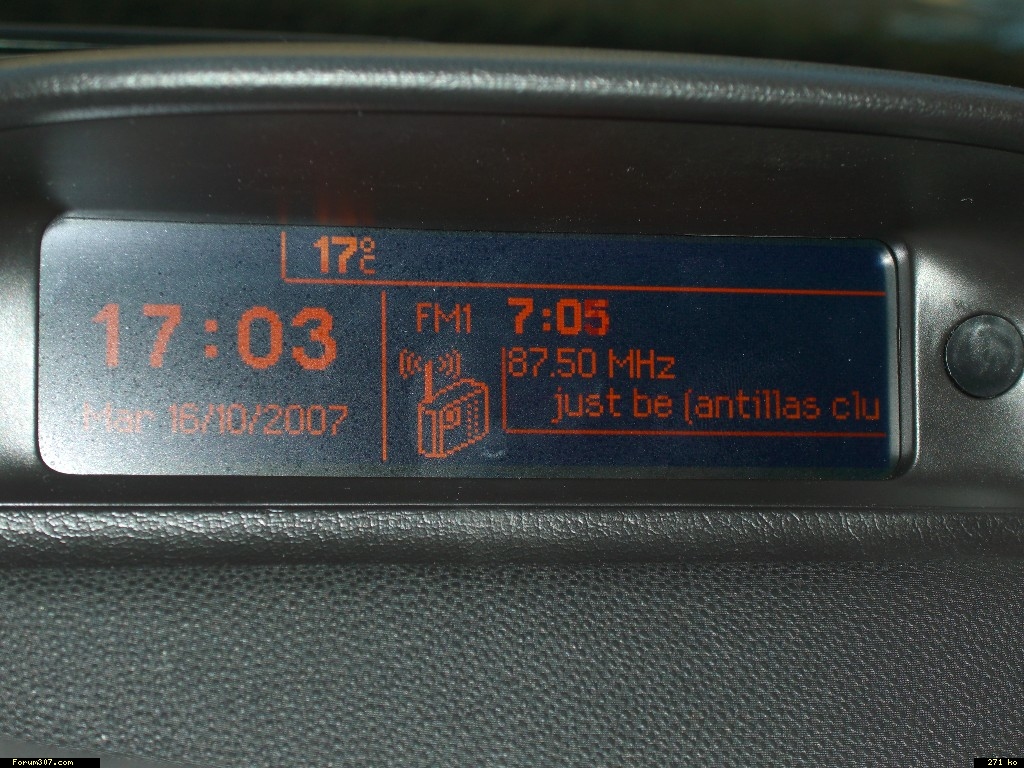 17°C
17:03
Mar 16/10/2007
FM1 7:05
87.50 MHz
just be (antillas clu
Forum307.com
271 ko